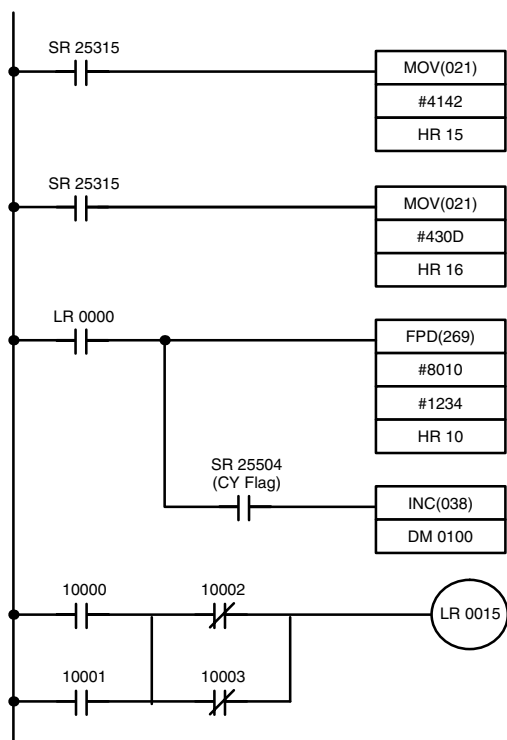 SR 25315
MOV(021)
#4142
HR 15
SR 25315
MOV(021)
#430D
HR 16
LR 0000
FPD(269)
#8010
#1234
HR 10
SR 25504
(CY Flag)
INC(038)
DM 0100
10000
10002
LR 0015
10001
10003